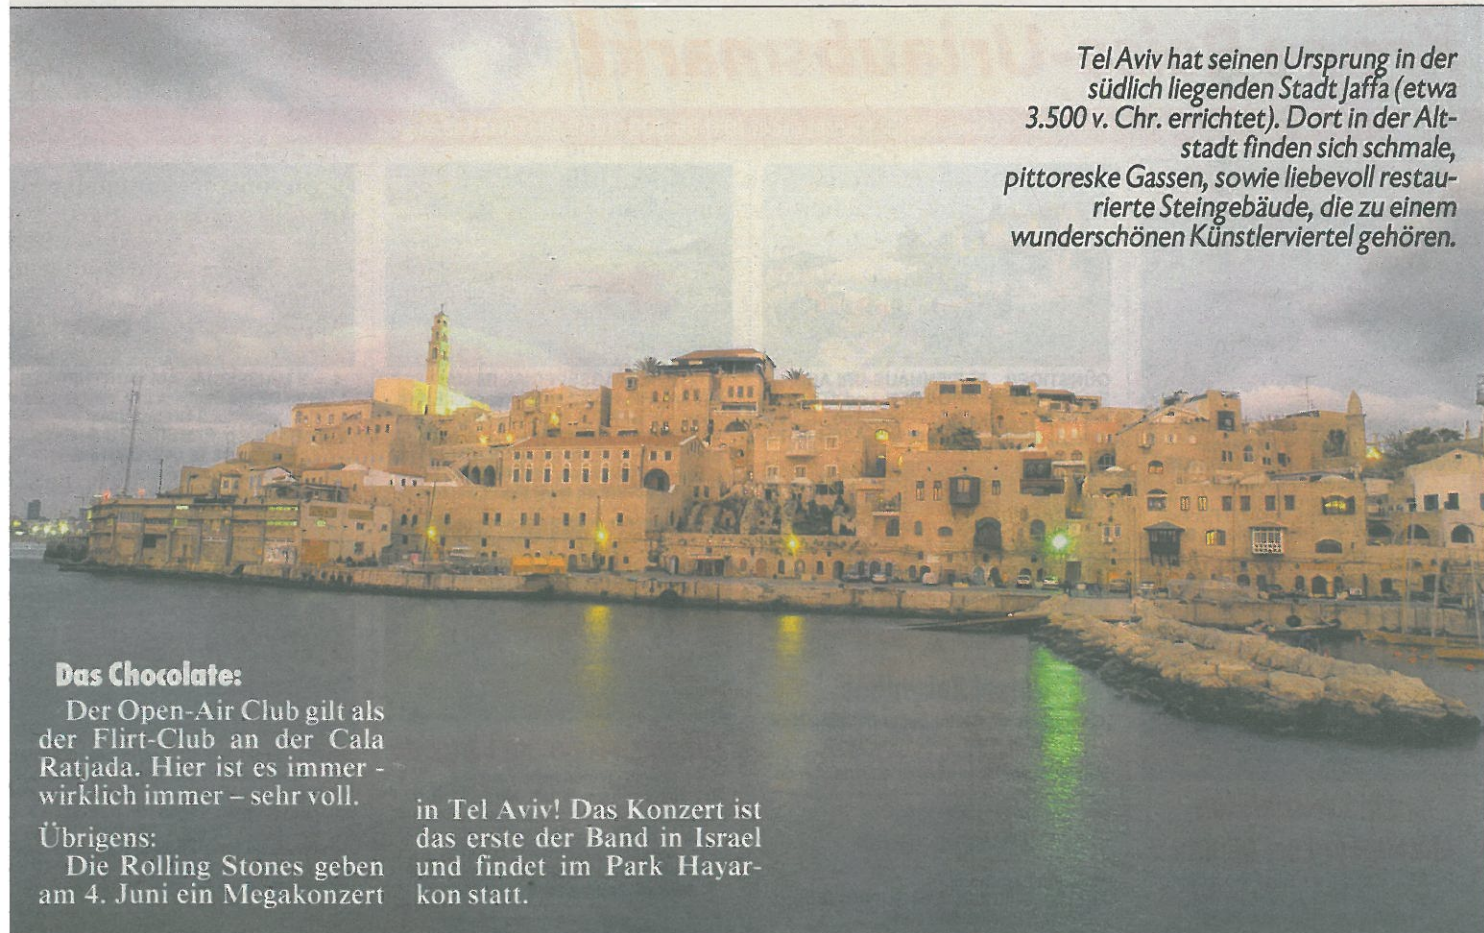 Tel Aviv hat seinen Ursprung in der
südlich liegenden Stadt Jaffa (etwa
3.500 v. Chr. errichtet). Dort in der Alt-
stadt finden sich schmale,
pittoreske Gassen, sowie liebevoll restau-
rierte Steingebäude, die zu einem
wunderschönen Künstlerviertel gehören.
Das Chocolate:
Der Open-Air Club gilt als
der Flirt-Club an der Cala
Ratjada. Hier ist es immer -
wirklich immer – sehr voll.
Übrigens:
Die Rolling Stones geben
am 4. Juni ein Megakonzert
in Tel Aviv! Das Konzert ist
das erste der Band in Israel
und findet im Park Hayar-
kon statt.